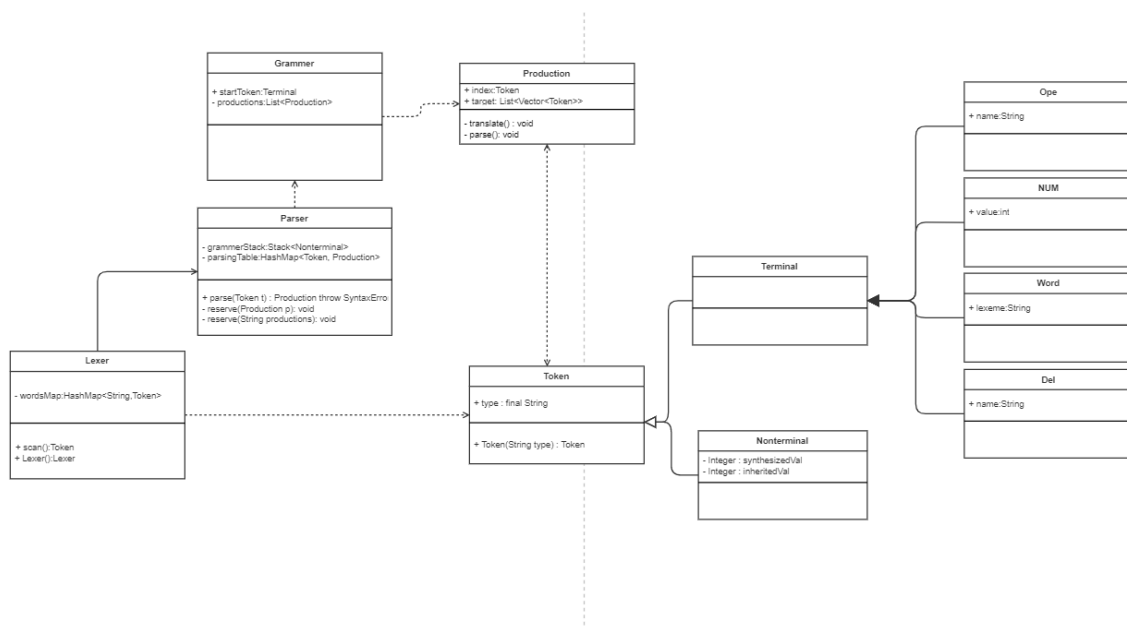 Grammer
+ startToken:Terminal
- productions:List<Production>
Production
+ index:Token
+ target: List<Vector<Token>>
- translate() : void
- parse(): void
Parser
- grammerStack:Stack<Nonterminal>
- parsingTable:HashMap<Token, Production>
+ parse(Token t) : Production throw SyntaxErro
- reserve(Production p): void
- reserve(String productions): void
Lexer
- wordsMap:HashMap<String,Token>
+ scan():Token
+ Lexer():Lexer
Token
+ type : final String
+ Token(String type) : Token
Terminal
Nonterminal
- Integer : synthesizedVal
- Integer : inheritedVal
Ope
+ name:String
NUM
+ value:int
Word
+ lexeme:String
Del
+ name:String